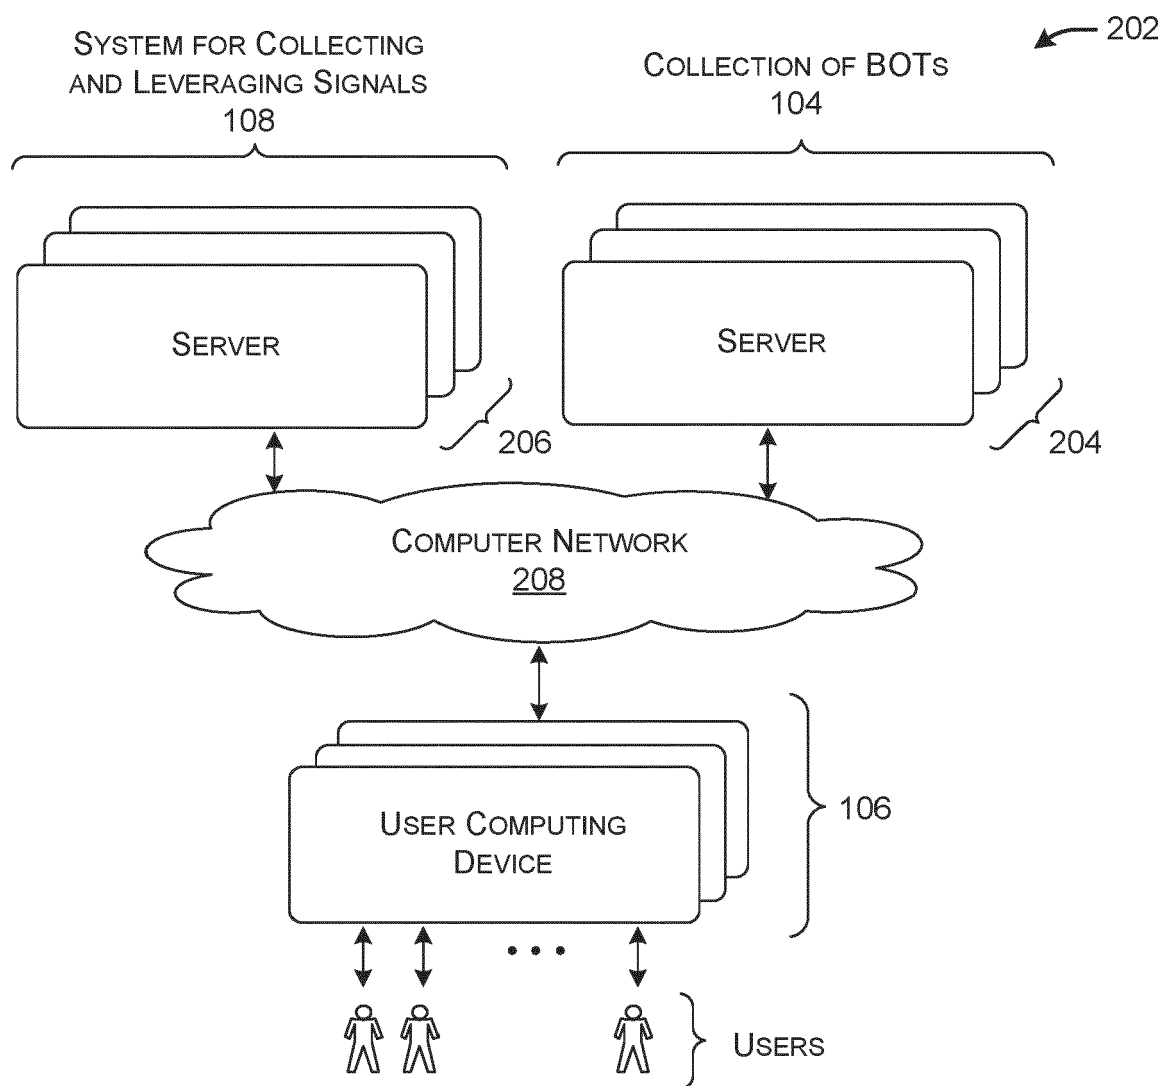 202
SYSTEM FOR COLLECTING
AND LEVERAGING SIGNALS
108
COLLECTION OF BOTS
104
SERVER
206
SERVER
204
COMPUTER NETWORK
208
USER COMPUTING
DEVICE
106
• • •
USERS